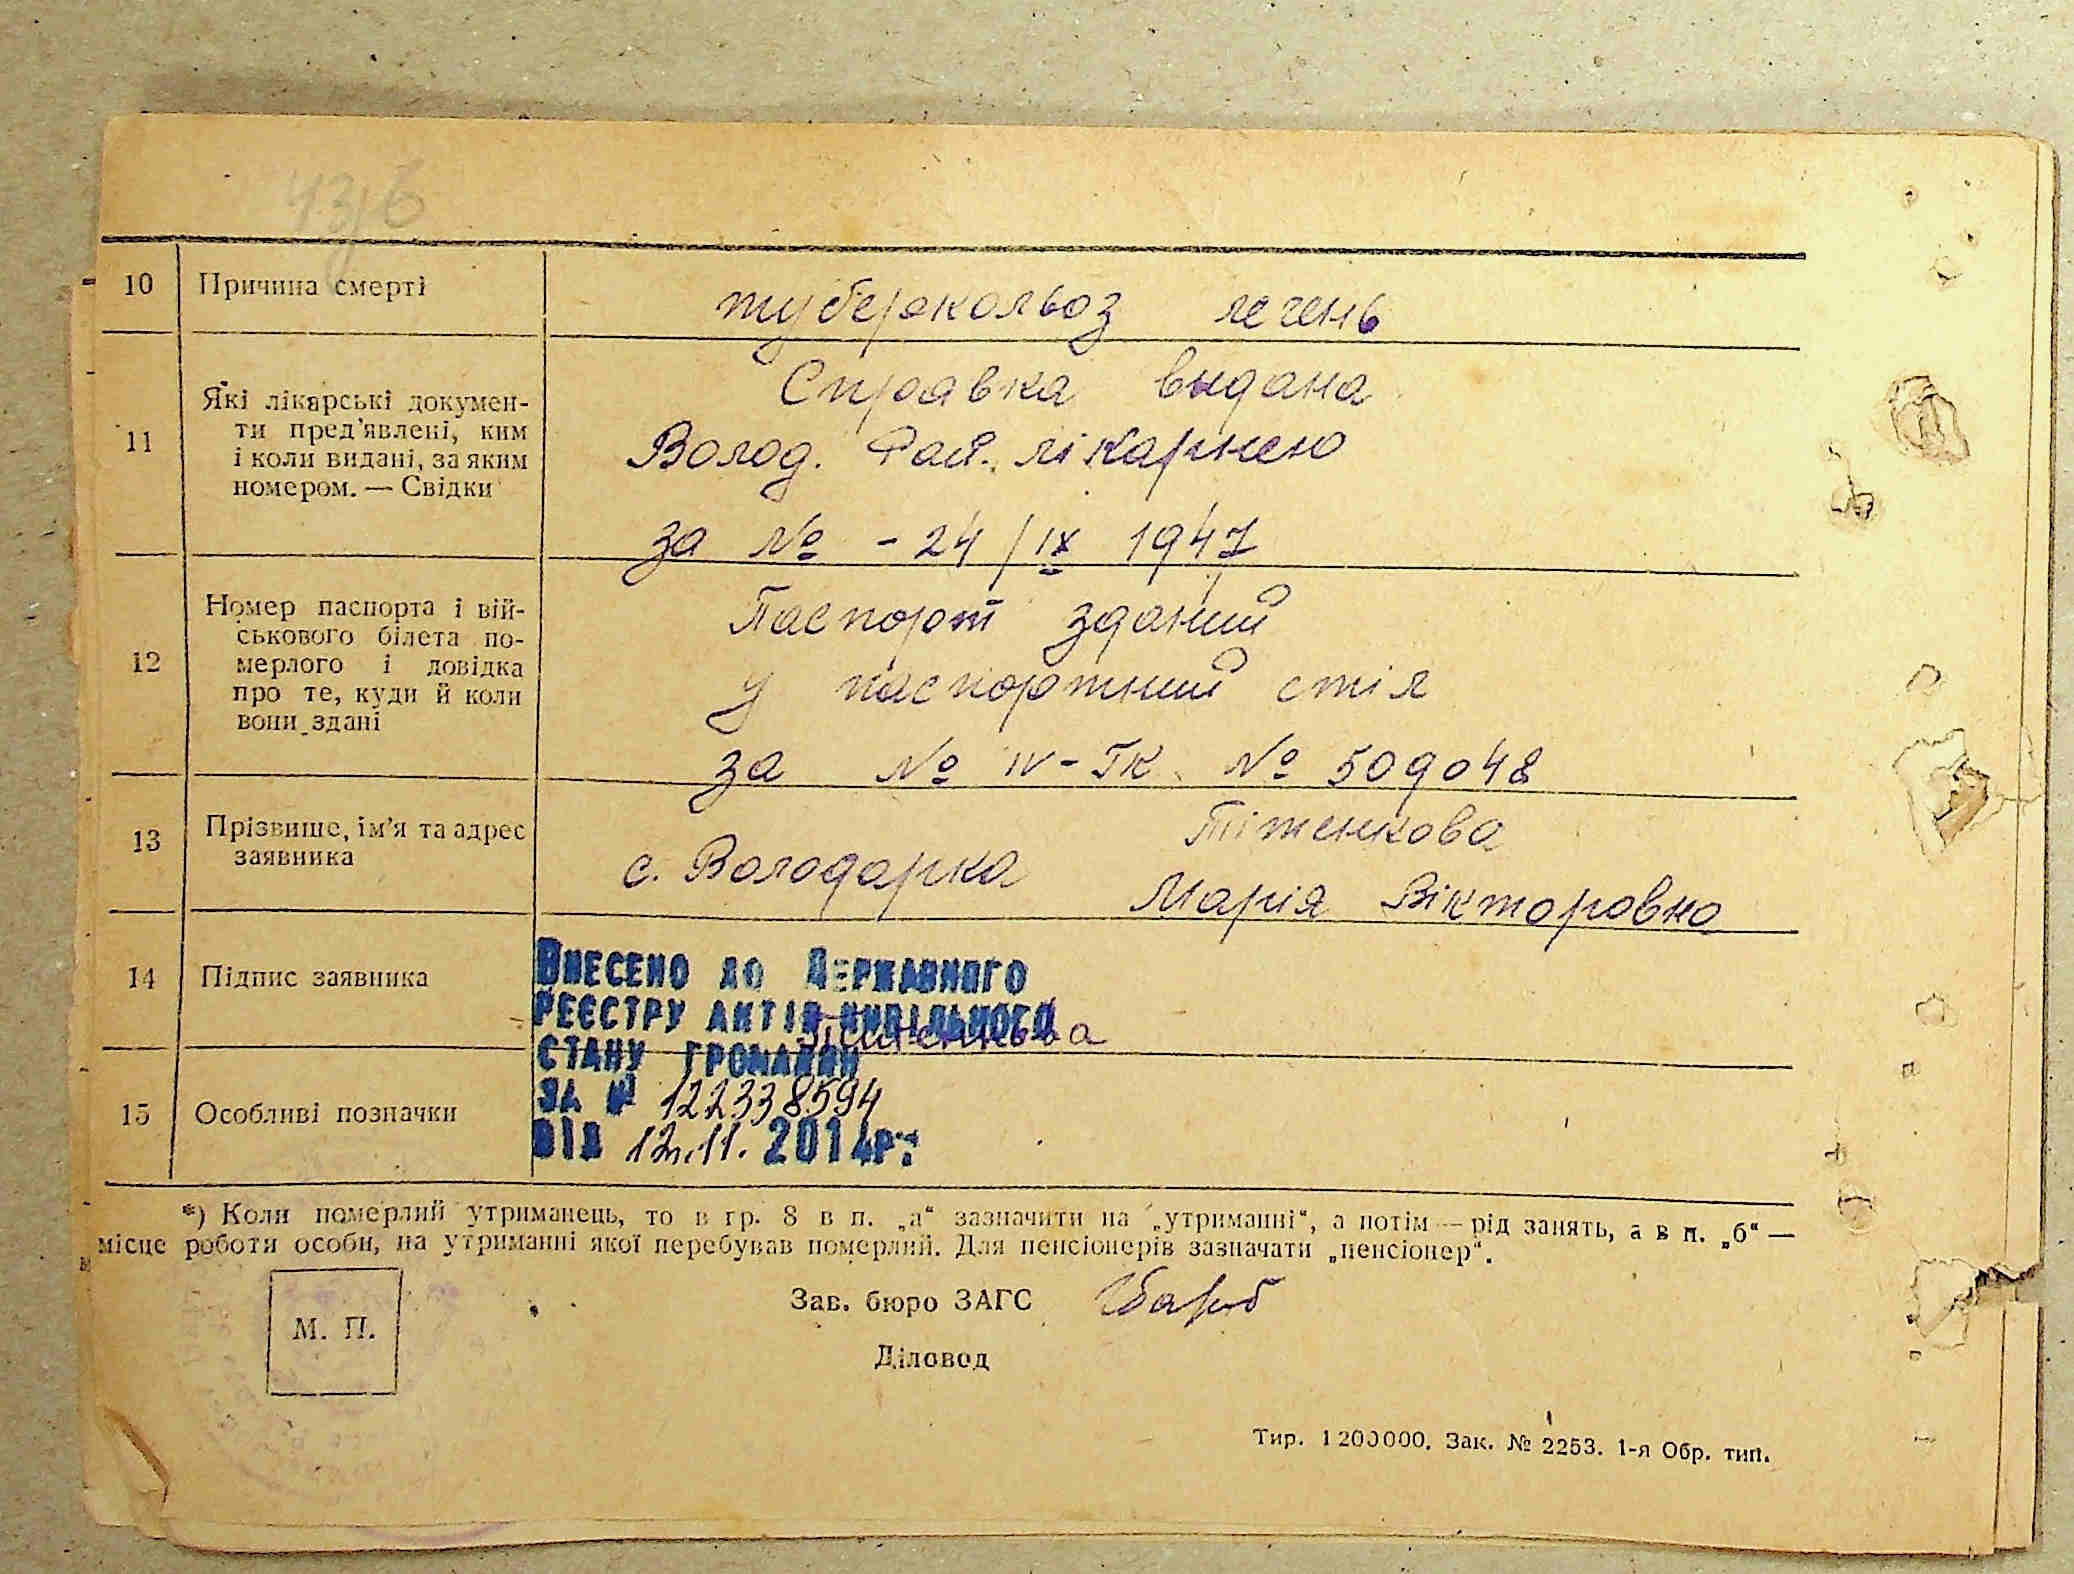 10 Причина смерті
туберкольоз легень
11 Які лікарські докумен-
ти пред'явлені, ким
і коли видані, за яким
номером. — Свідки
Справка выдана
Волод. Рай. лікарнею
за № - 24/IX 1947
12 Номер паспорта і вій-
ськового білета по-
мерлого і довідка
про те, куди й коли
вони здані
Паспорт зданий
у паспортний стіл
за № IV-ГК № 509048
13 Прізвище, ім'я та адрес
заявника
Тітенкова
с. Володарка
Марія Вікторовна
14 Підпис заявника
ВНЕСЕНО ДО ДЕРЖАВНОГО
РЕЄСТРУ АКТІВ ЦИВІЛЬНОГО
СТАНУ ГРОМАДЯН
ЗА № 122338594
ВІД 12.11. 2014р.
15 Особливі позначки
*) Коли померлий утриманець, то в гр. 8 в п. „а“ зазначити на „утриманні“, а потім — рід занять, а в п. „б“ —
місце роботи особи, на утриманні якої перебував померлий. Для пенсіонерів зазначати „пенсіонер“.
М. П.
Зав. бюро ЗАГС
Діловод
Тир. 1200000. Зак. № 2253. 1-я Обр. тип.